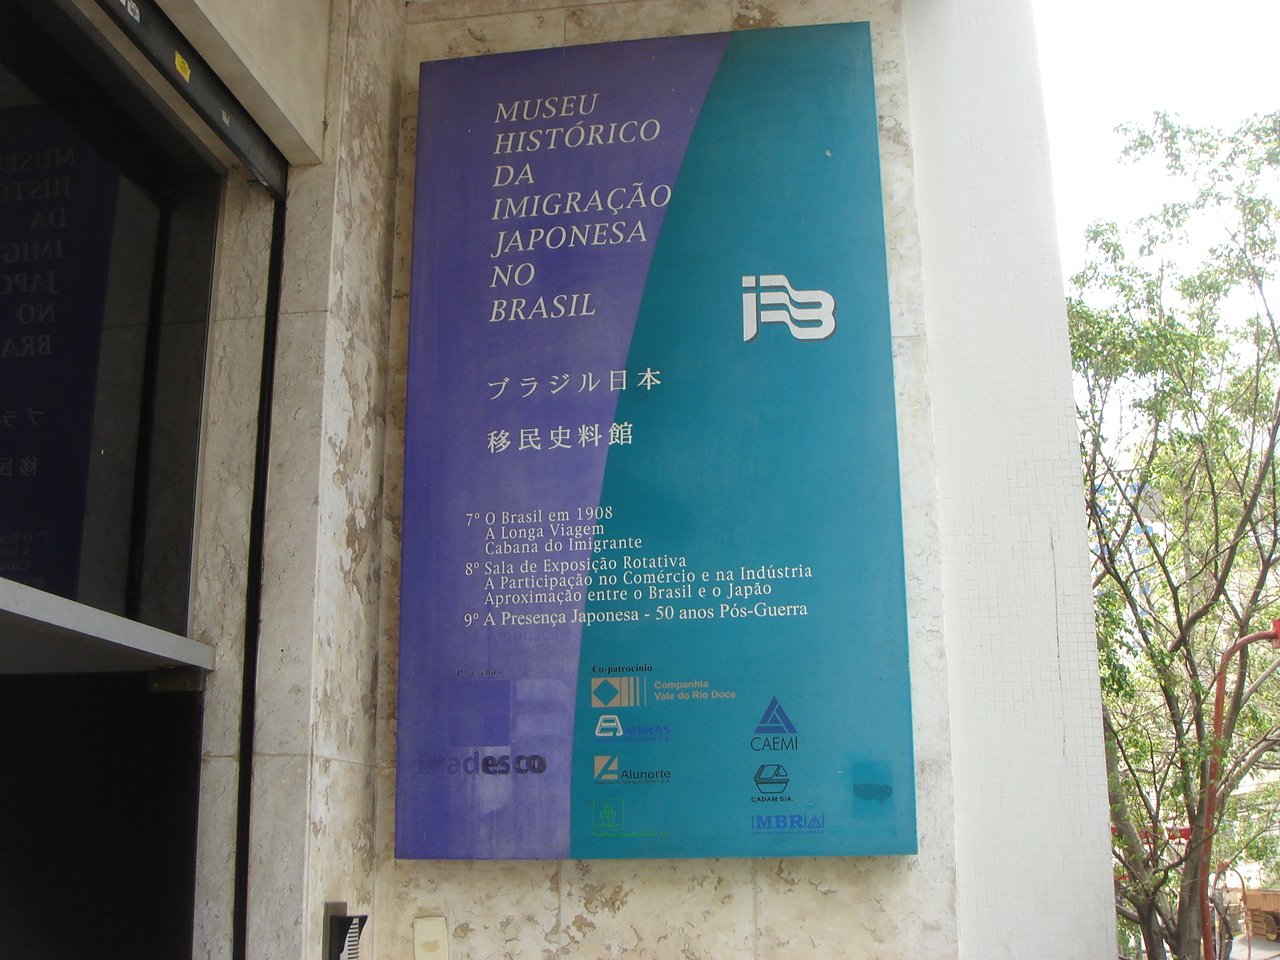 MUSEU
HISTÓRICO
DA
IMIGRAÇÃO
JAPONESA
NO
BRASIL
ブラジル日本
移民史料館
7º O Brasil em 1908
A Longa Viagem
Cabana do Imigrante
8º Sala de Exposição Rotativa
A Participação no Comércio e na Indústria
Aproximação entre o Brasil e o Japão
9º A Presença Japonesa - 50 anos Pós-Guerra
Co-patrocínio
Companhia
Vale do Rio Doce
ALBRAS
CAEMI
Bradesco
Alunorte
CADAM S/A.
MBR